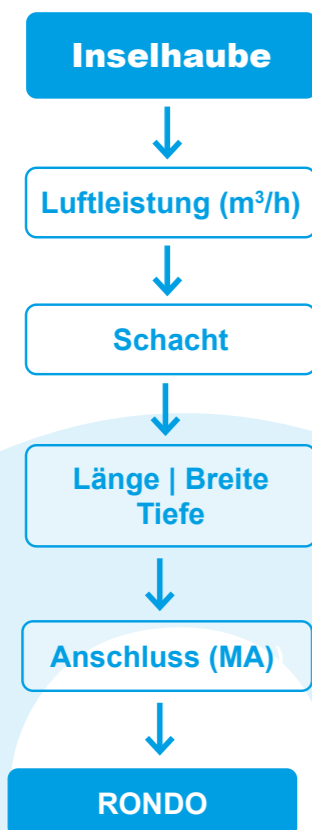 Inselhaube
Luftleistung (m³/h)
Schacht
Länge | Breite
Tiefe
Anschluss (MA)
RONDO